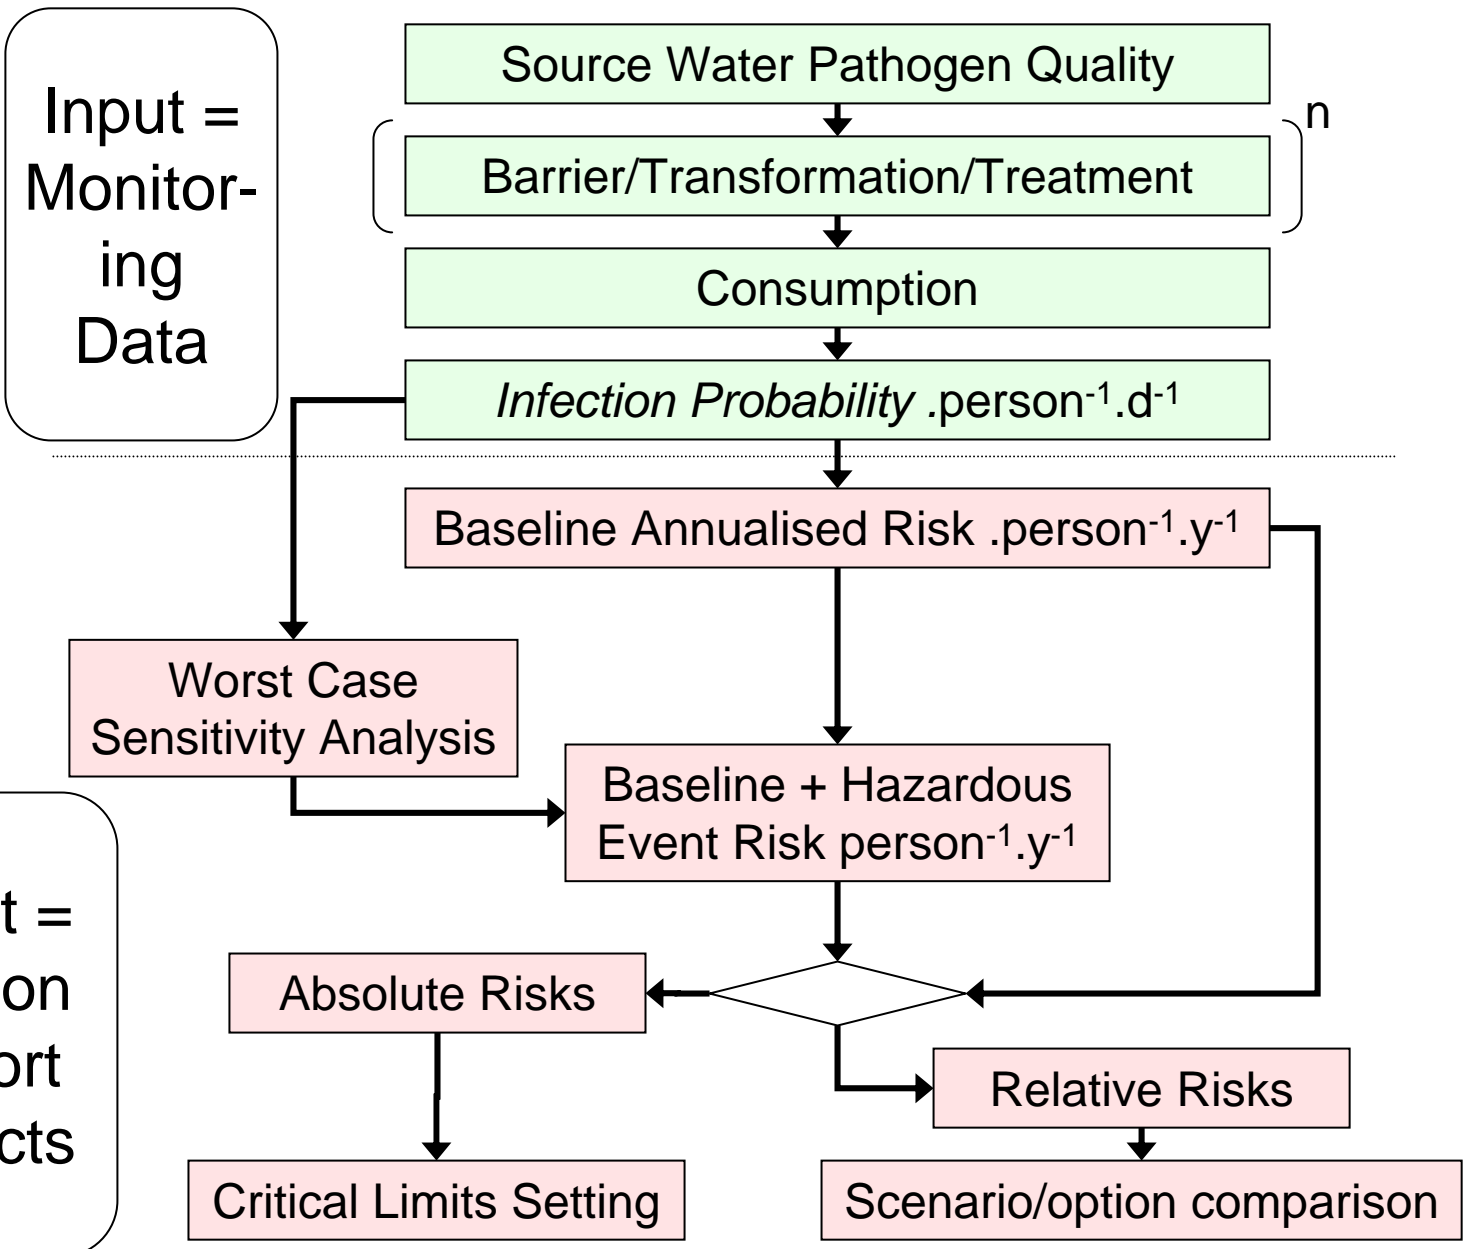 Input =
Monitor-
ing
Data
Source Water Pathogen Quality
n
Barrier/Transformation/Treatment
Consumption
Infection Probability .person⁻¹.d⁻¹
Baseline Annualised Risk .person⁻¹.y⁻¹
Worst Case
Sensitivity Analysis
Baseline + Hazardous
Event Risk person⁻¹.y⁻¹
t =
on
ort
cts
Absolute Risks
Relative Risks
Critical Limits Setting
Scenario/option comparison